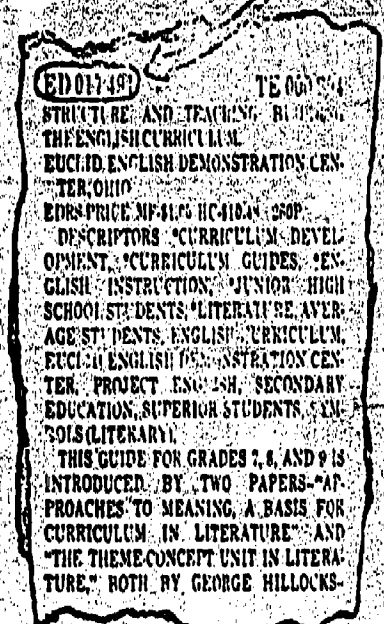 ED 017 491 TE 000
STRUCTURE AND TEACHING
THE ENGLISH CURRICULUM.
EUCLID ENGLISH DEMONSTRATION CEN-
TER, OHIO
EDRS PRICE
DESCRIPTORS- *CURRICULUM DEVEL-
OPMENT, *CURRICULUM GUIDES, *EN-
GLISH INSTRUCTION, *JUNIOR HIGH
SCHOOL STUDENTS, *LITERATURE, AVER-
AGE STUDENTS, ENGLISH CURRICULUM,
EUCLID ENGLISH DEMONSTRATION CEN-
TER, PROJECT ENGLISH, SECONDARY
EDUCATION, SUPERIOR STUDENTS, SYM-
BOLS (LITERARY),
THIS GUIDE FOR GRADES 7, 8, AND 9 IS
INTRODUCED BY TWO PAPERS--"AP-
PROACHES TO MEANING, A BASIS FOR
CURRICULUM IN LITERATURE" AND
"THE THEME-CONCEPT UNIT IN LITERA-
TURE," BOTH BY GEORGE HILLOCKS-